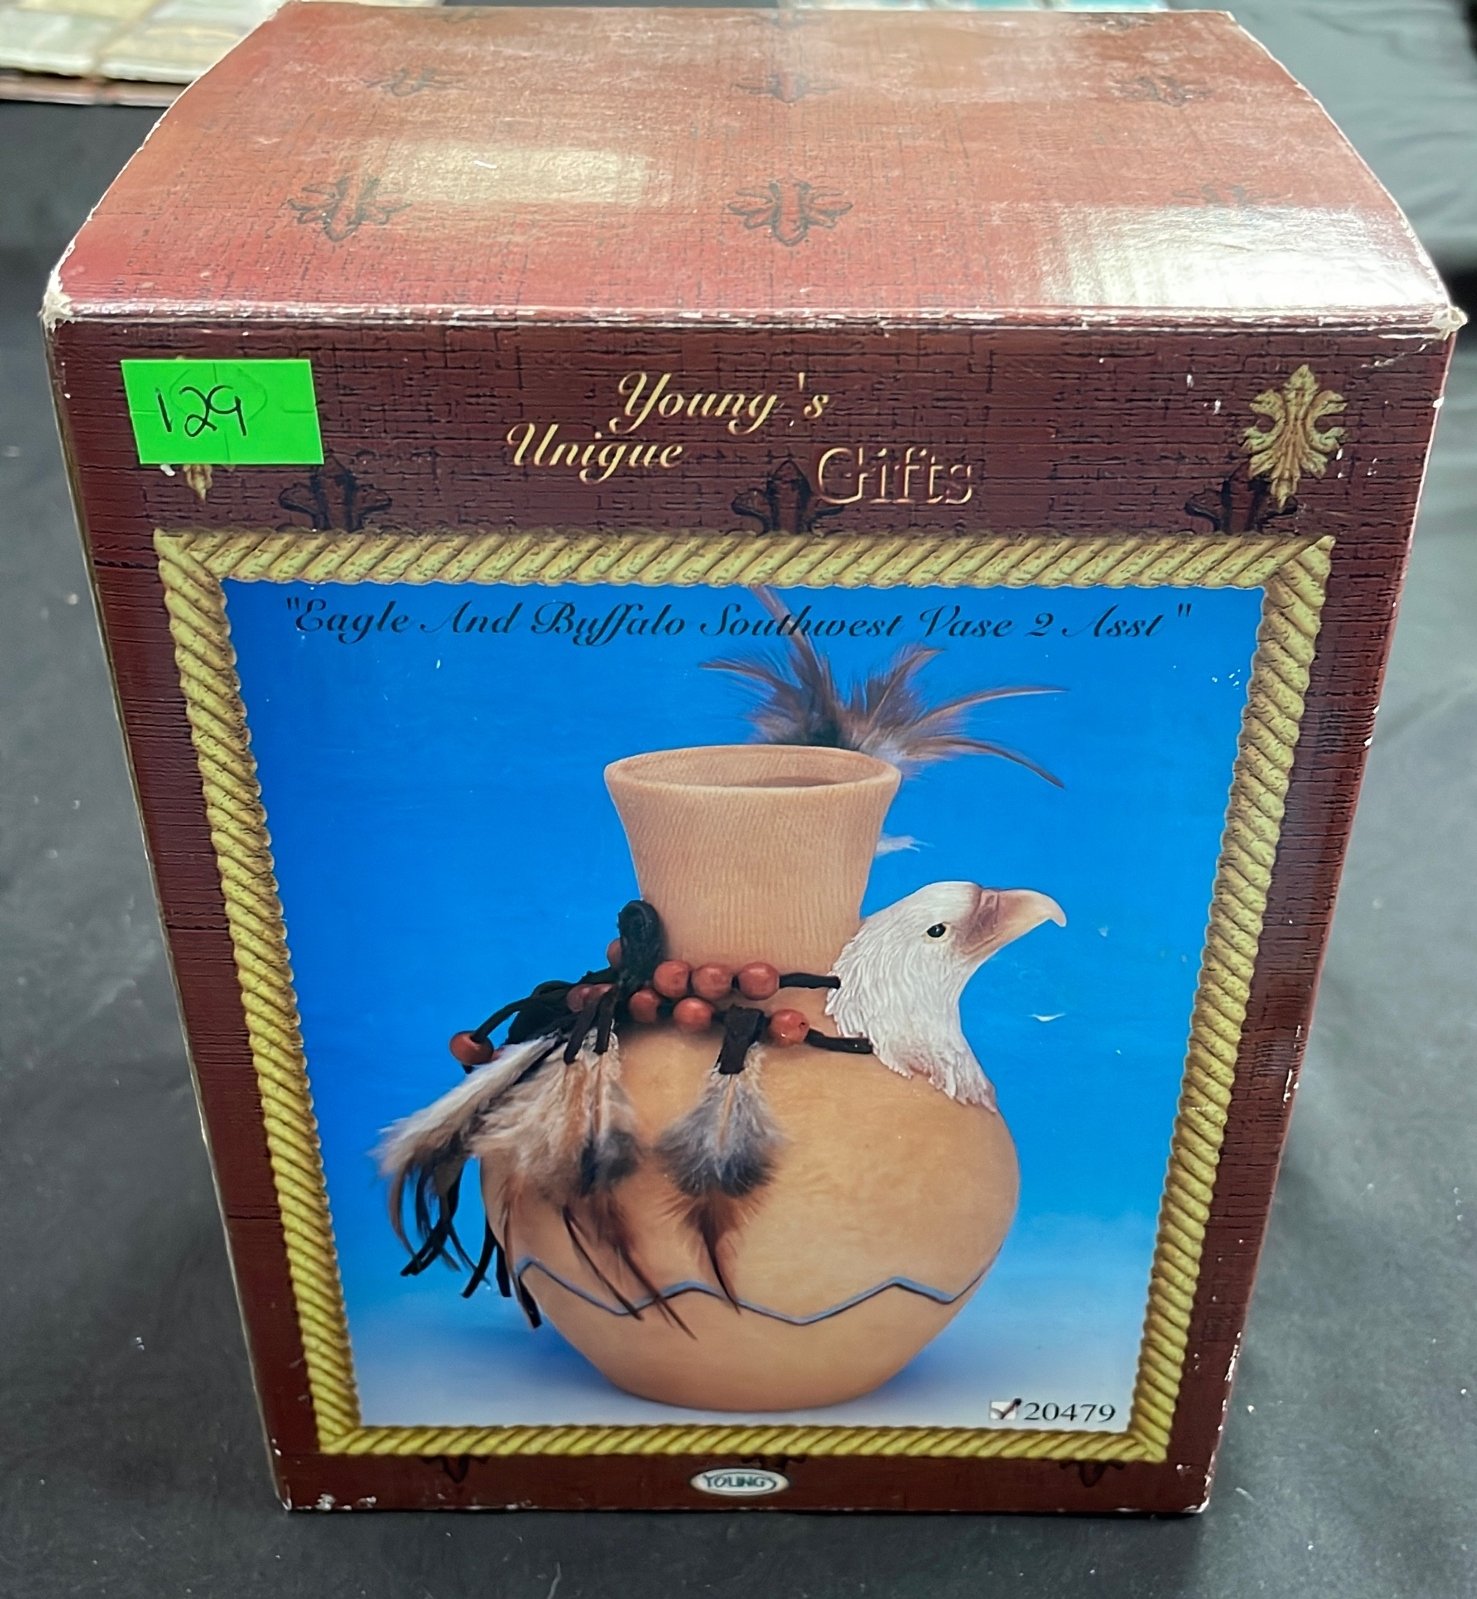 129
Young's
Unique Gifts
"Eagle And Buffalo Southwest Vase 2 Asst"
20479
YOUNG'S